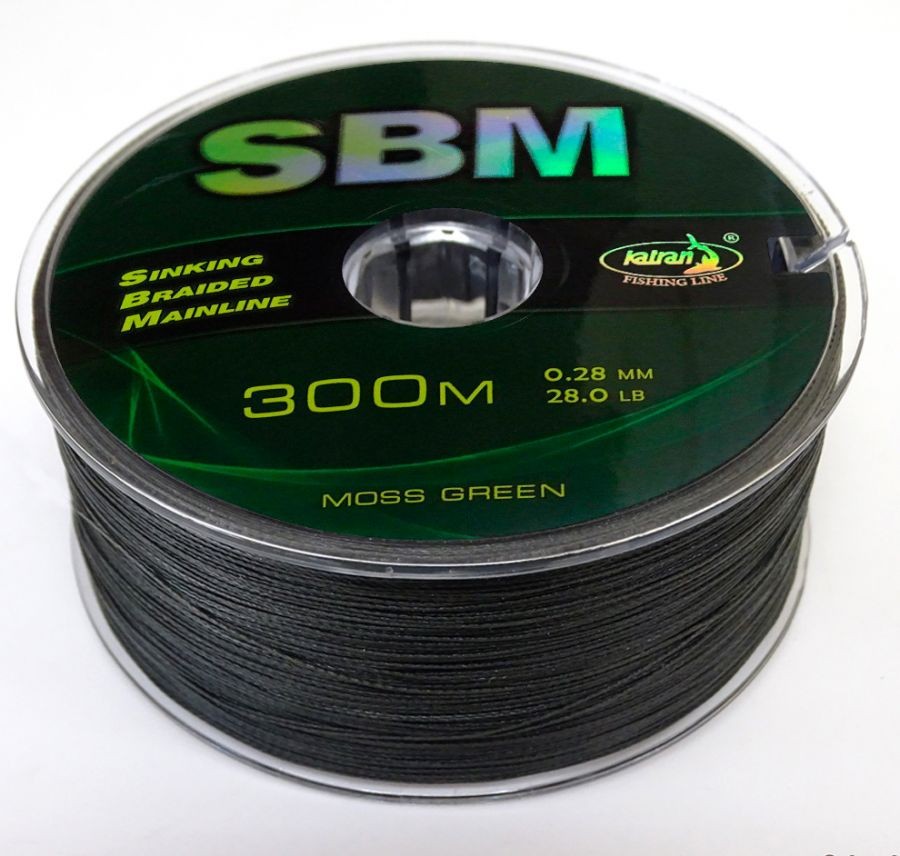 SBM
SINKING
BRAIDED
MAINLINE
Katran®
FISHING LINE
300M
0.28 MM
28.0 LB
MOSS GREEN